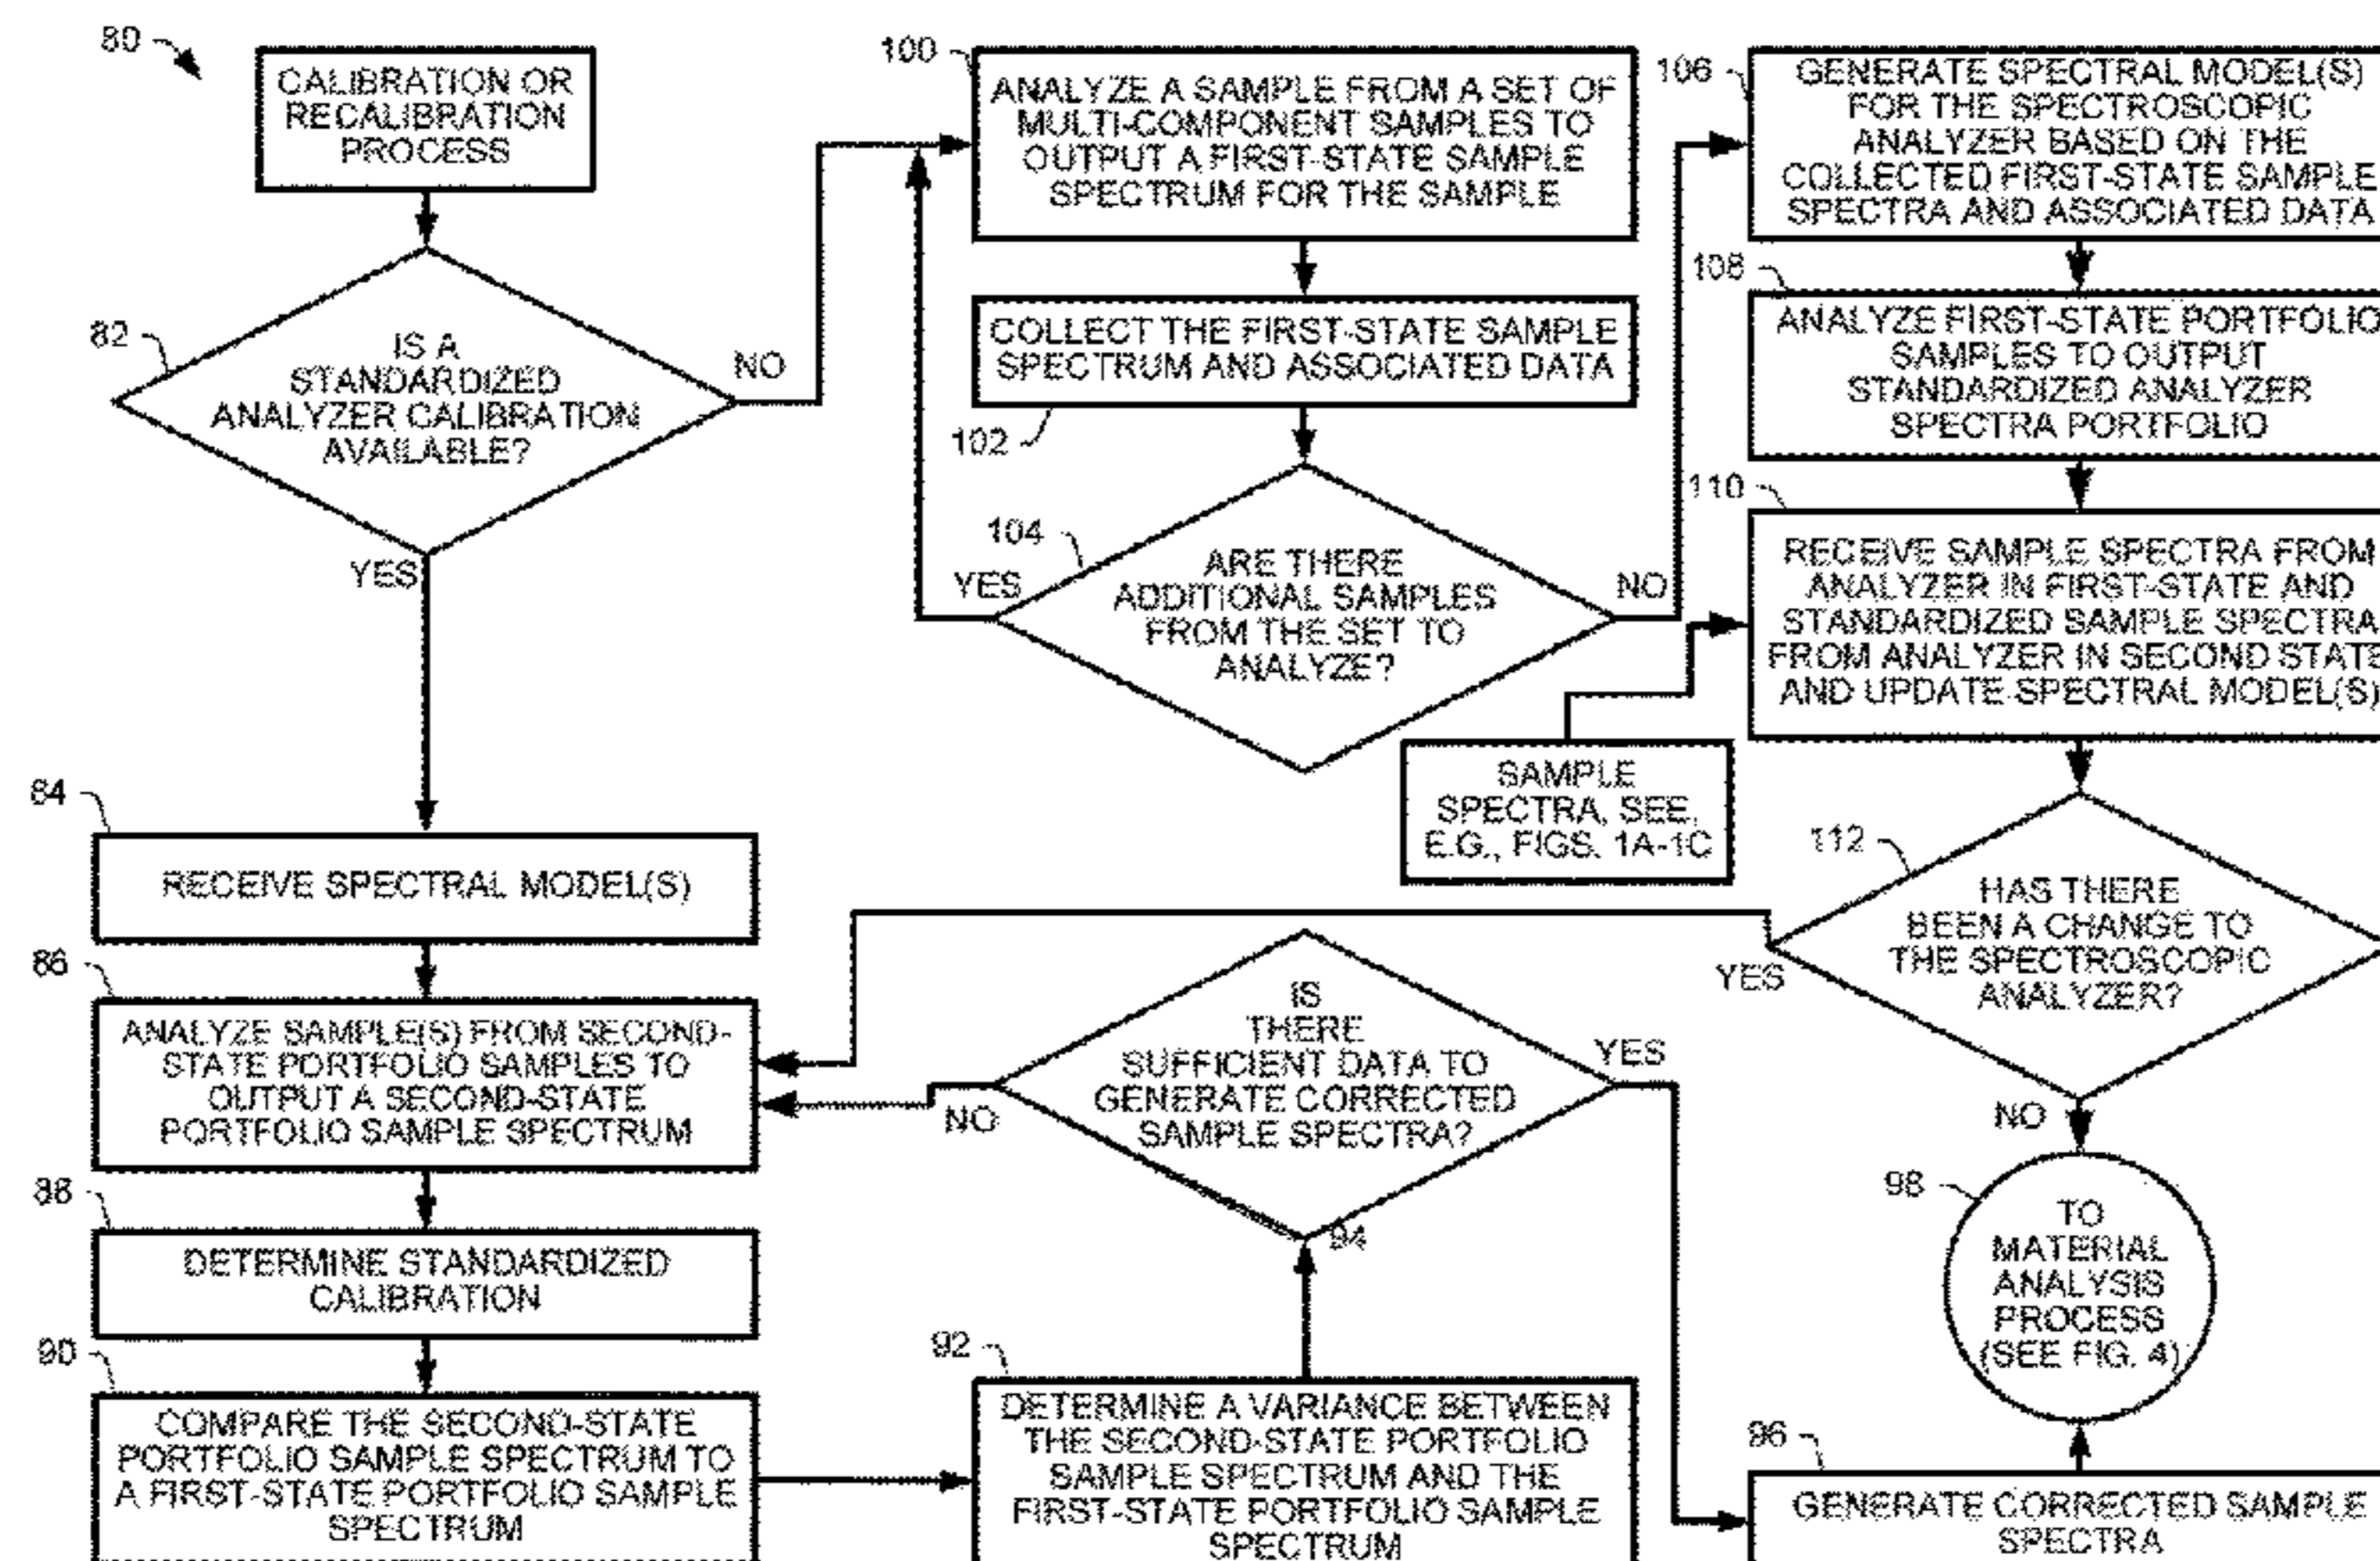 80
CALIBRATION OR
RECALIBRATION
PROCESS
82
IS A
STANDARDIZED
ANALYZER CALIBRATION
AVAILABLE?
NO
YES
84
RECEIVE SPECTRAL MODEL(S)
86
ANALYZE SAMPLE(S) FROM SECOND-
STATE PORTFOLIO SAMPLES TO
OUTPUT A SECOND-STATE
PORTFOLIO SAMPLE SPECTRUM
88
DETERMINE STANDARDIZED
CALIBRATION
90
COMPARE THE SECOND-STATE
PORTFOLIO SAMPLE SPECTRUM TO
A FIRST-STATE PORTFOLIO SAMPLE
SPECTRUM
100
ANALYZE A SAMPLE FROM A SET OF
MULTI-COMPONENT SAMPLES TO
OUTPUT A FIRST-STATE SAMPLE
SPECTRUM FOR THE SAMPLE
COLLECT THE FIRST-STATE SAMPLE
SPECTRUM AND ASSOCIATED DATA
102
104
ARE THERE
ADDITIONAL SAMPLES
FROM THE SET TO
ANALYZE?
YES
NO
SAMPLE
SPECTRA, SEE,
E.G., FIGS. 1A-1C
IS
THERE
SUFFICIENT DATA TO
GENERATE CORRECTED
SAMPLE SPECTRA?
YES
NO
94
92
DETERMINE A VARIANCE BETWEEN
THE SECOND-STATE PORTFOLIO
SAMPLE SPECTRUM AND THE
FIRST-STATE PORTFOLIO SAMPLE
SPECTRUM
106
GENERATE SPECTRAL MODEL(S)
FOR THE SPECTROSCOPIC
ANALYZER BASED ON THE
COLLECTED FIRST-STATE SAMPLE
SPECTRA AND ASSOCIATED DATA
108
ANALYZE FIRST-STATE PORTFOLIO
SAMPLES TO OUTPUT
STANDARDIZED ANALYZER
SPECTRA PORTFOLIO
110
RECEIVE SAMPLE SPECTRA FROM
ANALYZER IN FIRST-STATE AND
STANDARDIZED SAMPLE SPECTRA
FROM ANALYZER IN SECOND STATE
AND UPDATE SPECTRAL MODEL(S)
112
HAS THERE
BEEN A CHANGE TO
THE SPECTROSCOPIC
ANALYZER?
YES
NO
98
TO
MATERIAL
ANALYSIS
PROCESS
(SEE FIG. 4)
96
GENERATE CORRECTED SAMPLE
SPECTRA